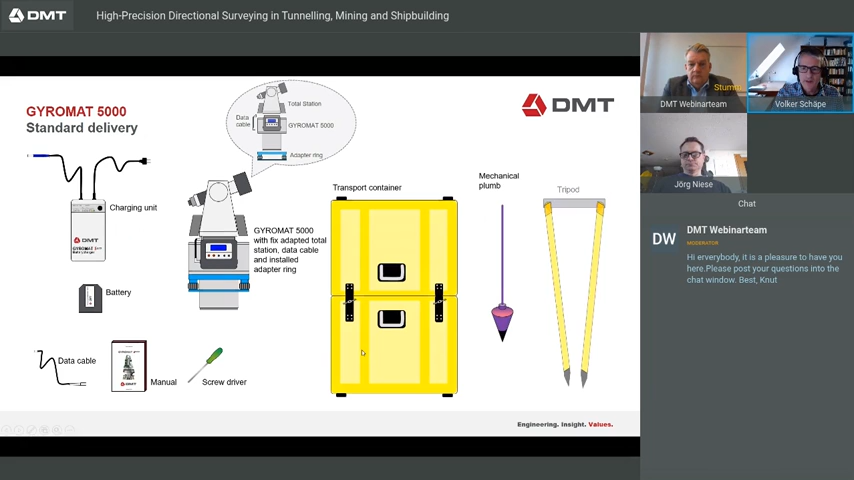 DMT
High-Precision Directional Surveying in Tunnelling, Mining and Shipbuilding
GYROMAT 5000
Standard delivery
Total Station
Data
cable
GYROMAT 5000
Adapter ring
DMT
Charging unit
DMT
Battery
Data cable
Manual
Screw driver
GYROMAT 5000
with fix adapted total
station, data cable
and installed
adapter ring
Transport container
Mechanical
plumb
Tripod
Engineering. Insight. Values.
DMT Webinarteam
Volker Schäpe
Jörg Niese
Chat
DW
DMT Webinarteam
MODERATOR
Hi erverybody, it is a pleasure to have you
here.Please post your questions into the
chat window. Best, Knut